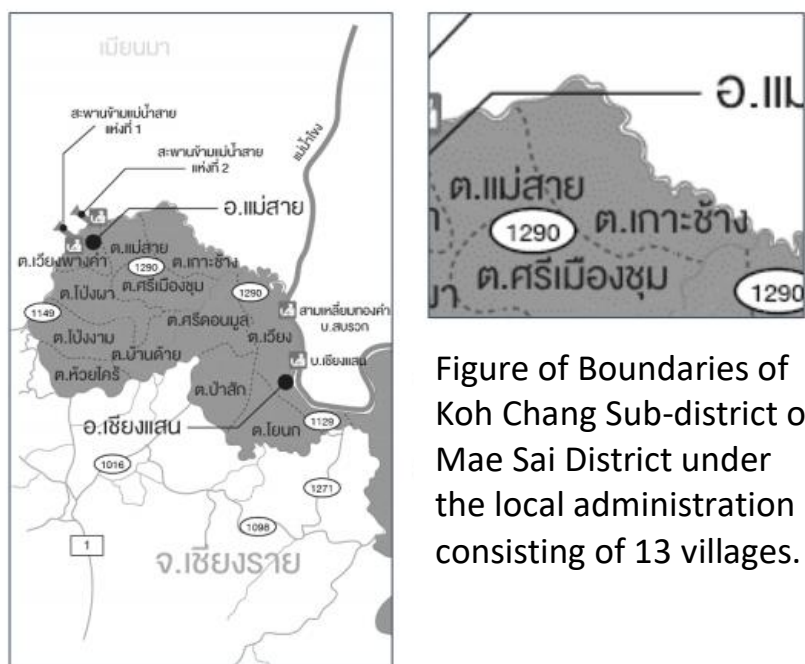 เมียนมา
สะพานข้ามแม่น้ำสาย
แห่งที่ 1
สะพานข้ามแม่น้ำสาย
แห่งที่ 2
แม่น้ำโขง
อ.แม่สาย
ต.แม่สาย
ต.เวียงพางคำ
1290
ต.เกาะช้าง
ต.โป่งผา
ต.ศรีเมืองชุม
1290
1149
สามเหลี่ยมทองคำ
บ.สบรวก
ต.ศรีดอนมูล
ต.เวียง
ต.โป่งงาม
ต.บ้านด้าย
บ.เชียงแสน
ต.ห้วยไคร้
ต.ป่าสัก
อ.เชียงแสน
1129
ต.โยนก
1016
1271
1098
1
จ.เชียงราย
อ.แม
ต.แม่สาย
1290
ต.เกาะช้าง
ต.ศรีเมืองชุม
1290
Figure of Boundaries of
Koh Chang Sub-district o
Mae Sai District under
the local administration
consisting of 13 villages.